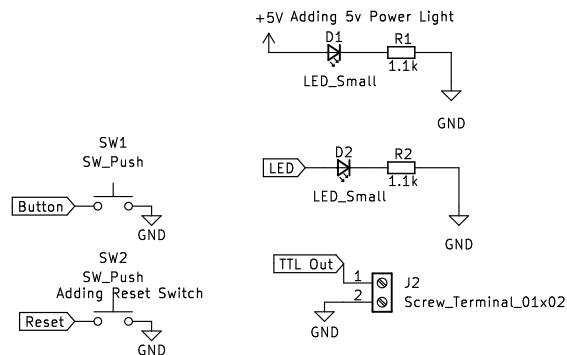 +5V Adding 5v Power Light
D1
R1
1.1k
LED_Small
GND
SW1
SW_Push
Button
GND
D2
R2
LED
1.1k
LED_Small
GND
SW2
SW_Push
Adding Reset Switch
Reset
GND
TTL Out
1
2
J2
Screw_Terminal_01x02
GND